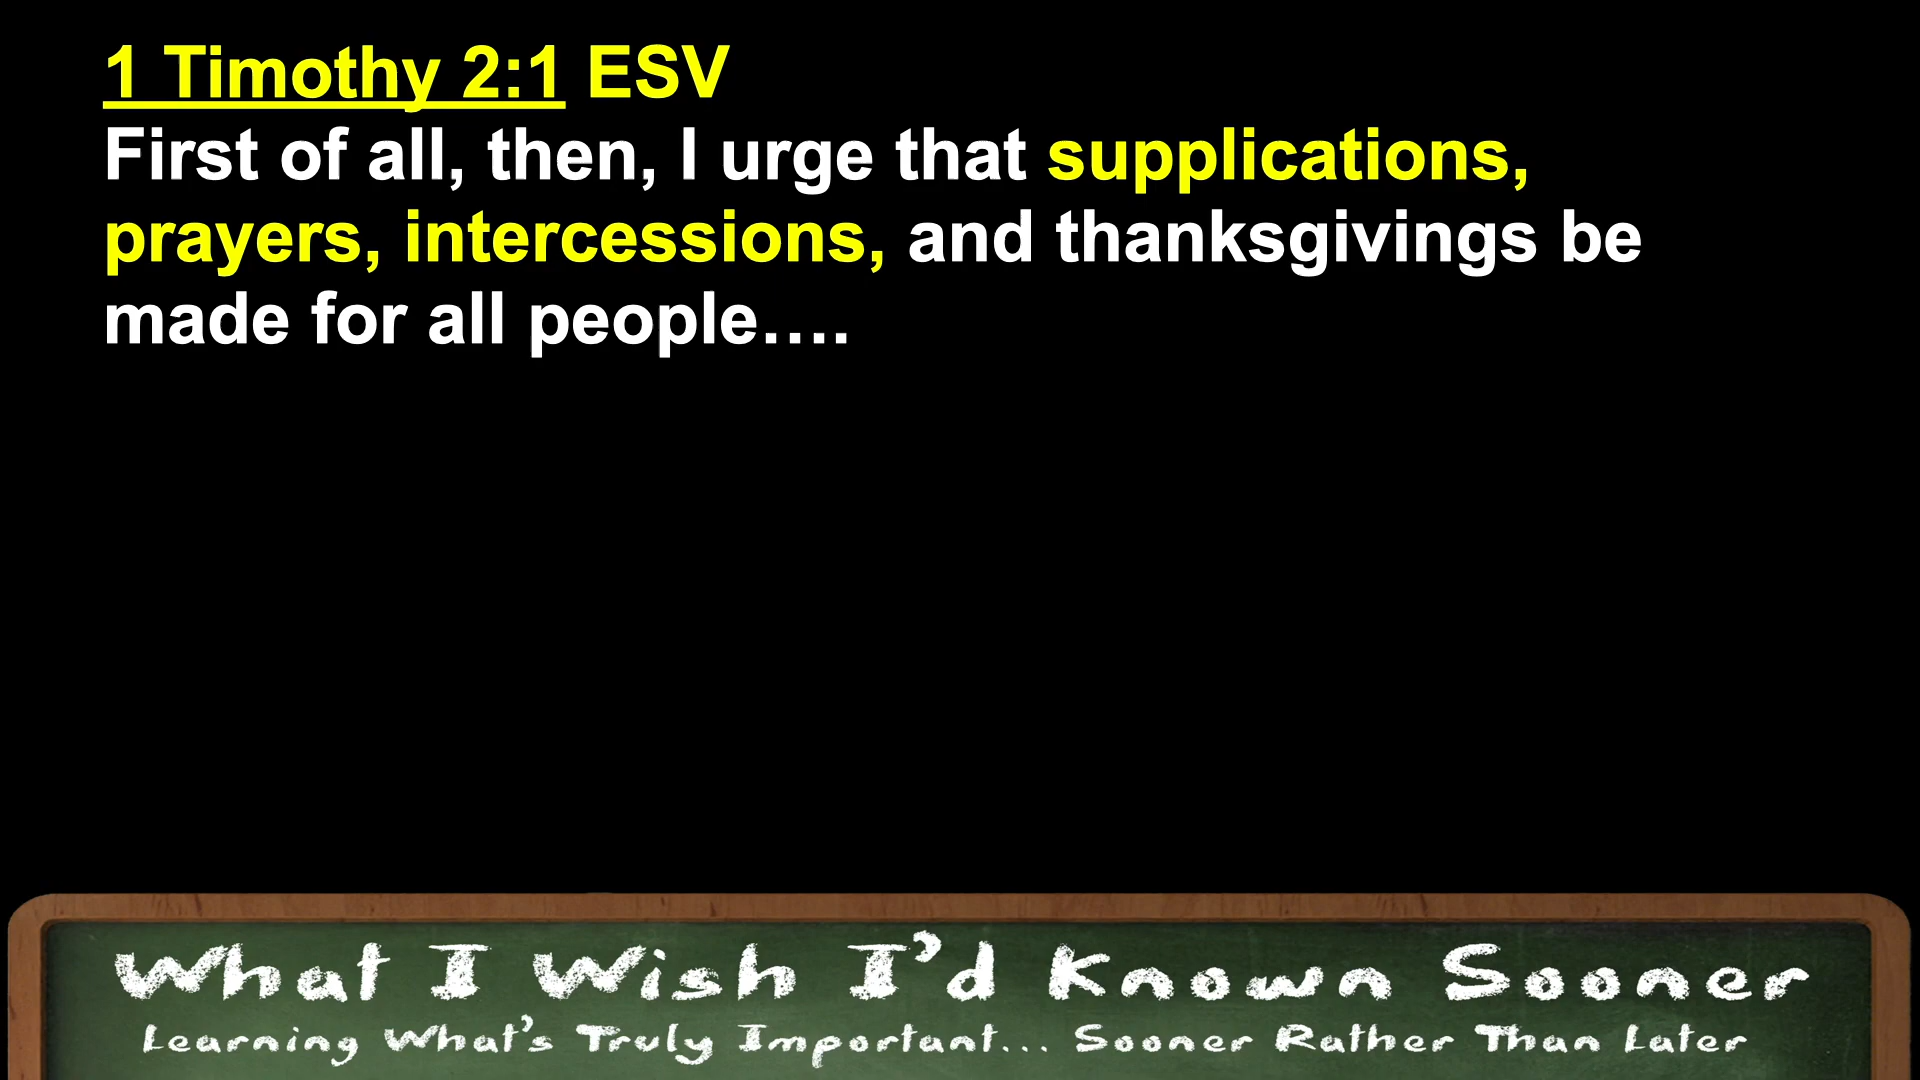 1 Timothy 2:1 ESV
First of all, then, I urge that supplications,
prayers, intercessions, and thanksgivings be
made for all people….
What I Wish I’d Known Sooner
Learning What’s Truly Important... Sooner Rather Than Later